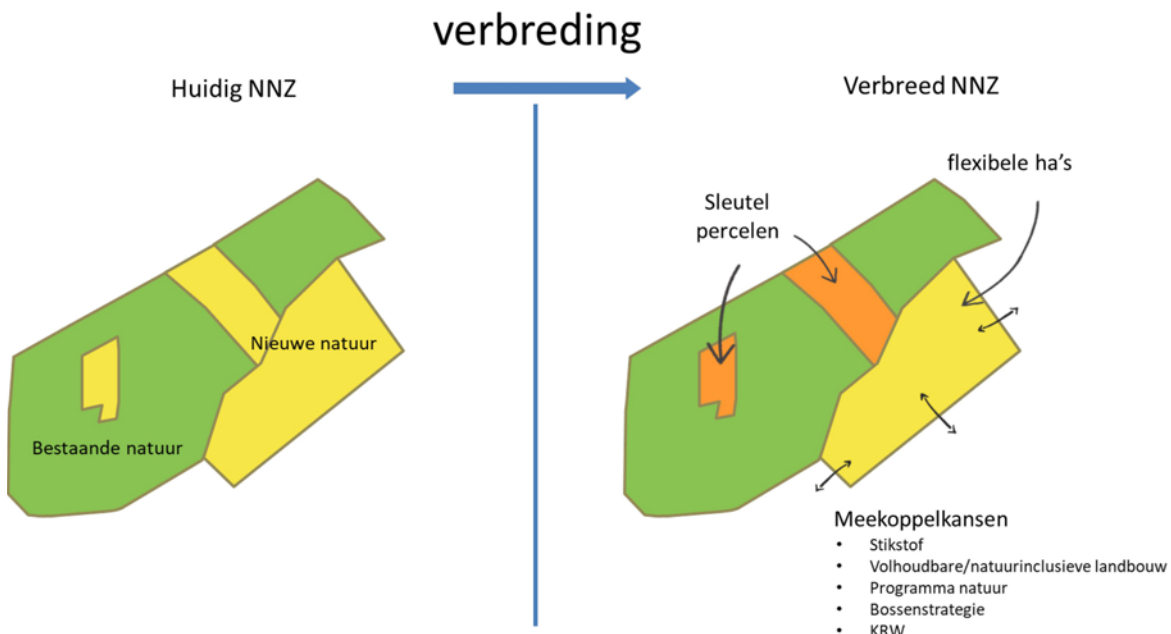 verbreding
Huidig NNZ
Verbreed NNZ
flexibele ha's
Sleutel
percelen
Nieuwe natuur
Bestaande natuur
Meekoppelkansen
• Stikstof
• Volhoudbare/natuurinclusieve landbouw
• Programma natuur
• Bossenstrategie
• KRW